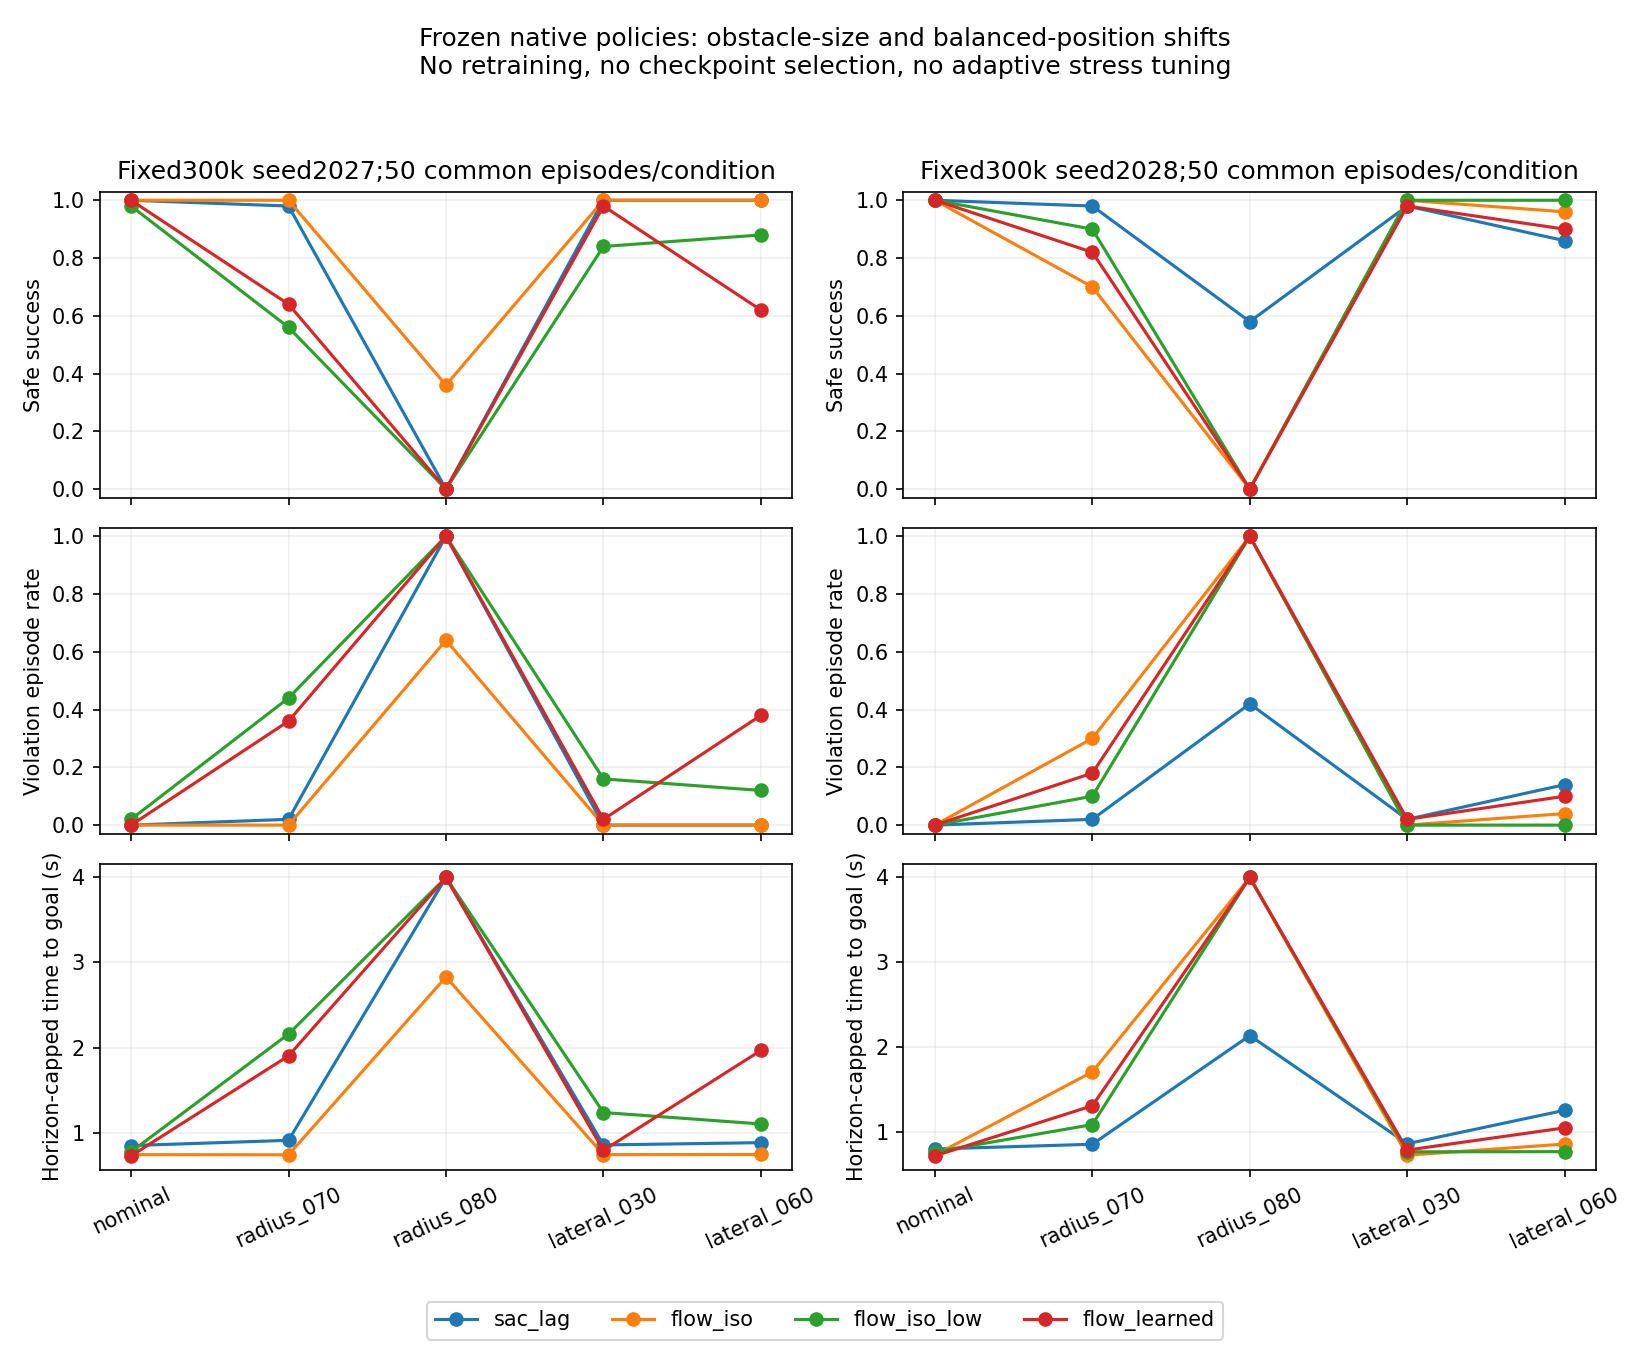 Frozen native policies: obstacle-size and balanced-position shifts
No retraining, no checkpoint selection, no adaptive stress tuning
Fixed300k seed2027;50 common episodes/condition
Fixed300k seed2028;50 common episodes/condition
Safe success
1.0
0.8
0.6
0.4
0.2
0.0
Safe success
1.0
0.8
0.6
0.4
0.2
0.0
Violation episode rate
1.0
0.8
0.6
0.4
0.2
0.0
Violation episode rate
1.0
0.8
0.6
0.4
0.2
0.0
Horizon-capped time to goal (s)
4
3
2
1
Horizon-capped time to goal (s)
4
3
2
1
nominal
radius_070
radius_080
lateral_030
lateral_060
nominal
radius_070
radius_080
lateral_030
lateral_060
sac_lag
flow_iso
flow_iso_low
flow_learned